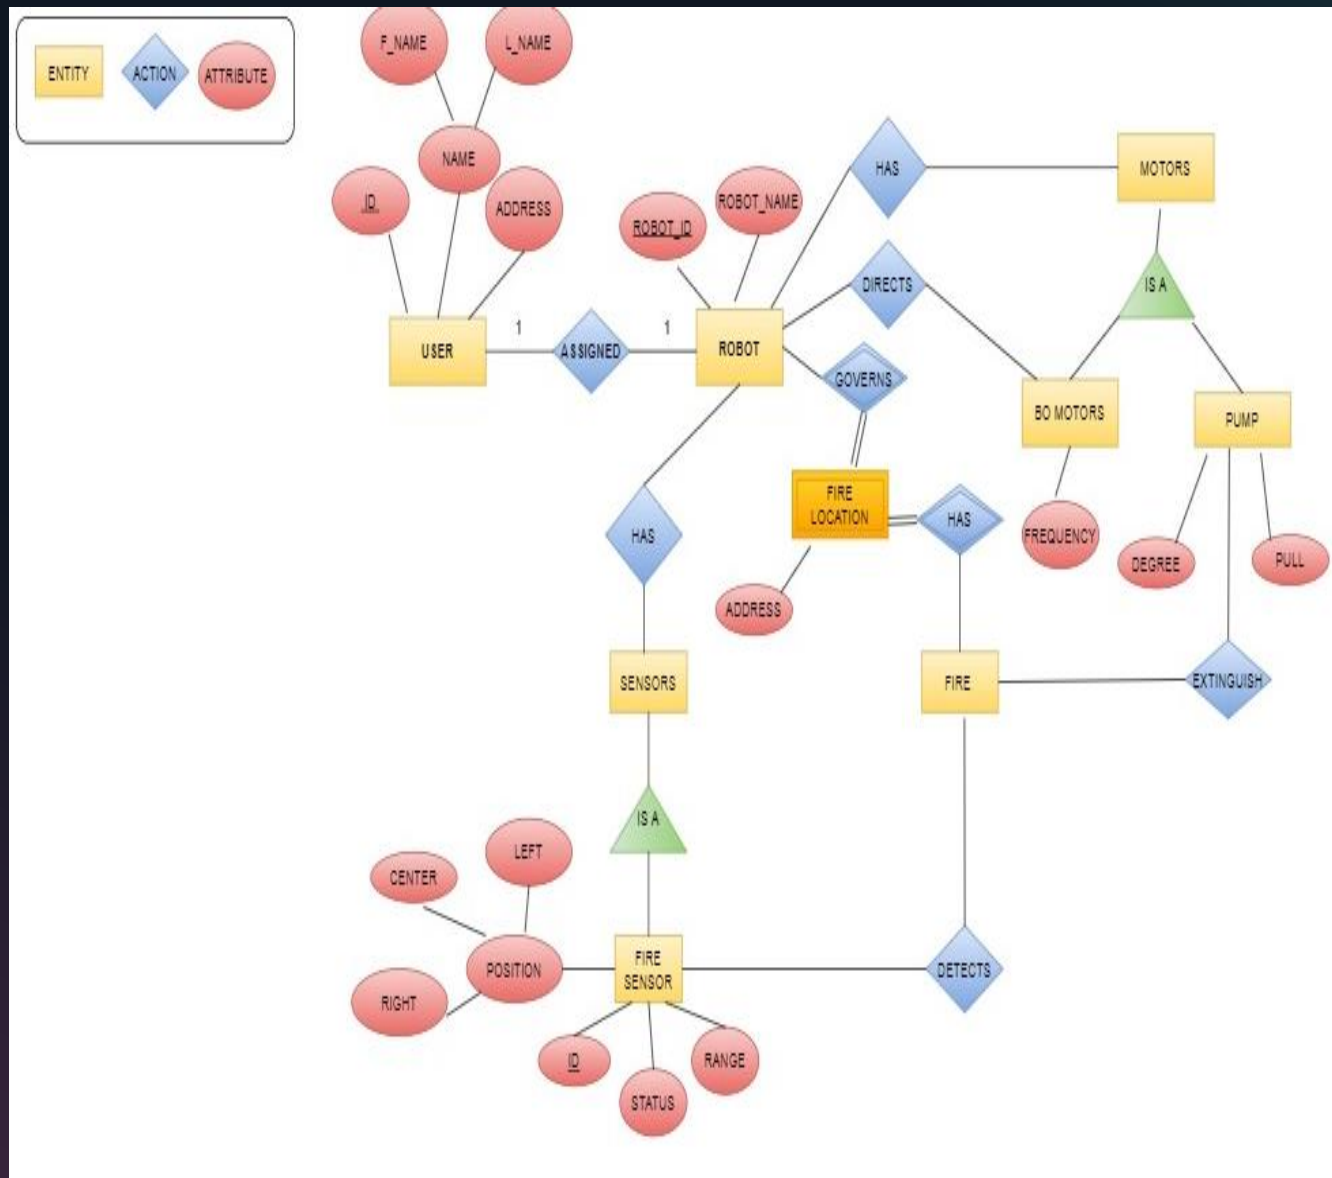 ENTITY
ACTION
ATTRIBUTE
F_NAME
L_NAME
NAME
ID
ADDRESS
ROBOT_ID
ROBOT_NAME
HAS
MOTORS
DIRECTS
IS A
USER
1
ASSIGNED
1
ROBOT
GOVERNS
BO MOTORS
PUMP
FIRE
LOCATION
HAS
HAS
FREQUENCY
DEGREE
PULL
ADDRESS
SENSORS
FIRE
EXTINGUISH
IS A
LEFT
CENTER
POSITION
FIRE
SENSOR
DETECTS
RIGHT
ID
RANGE
STATUS